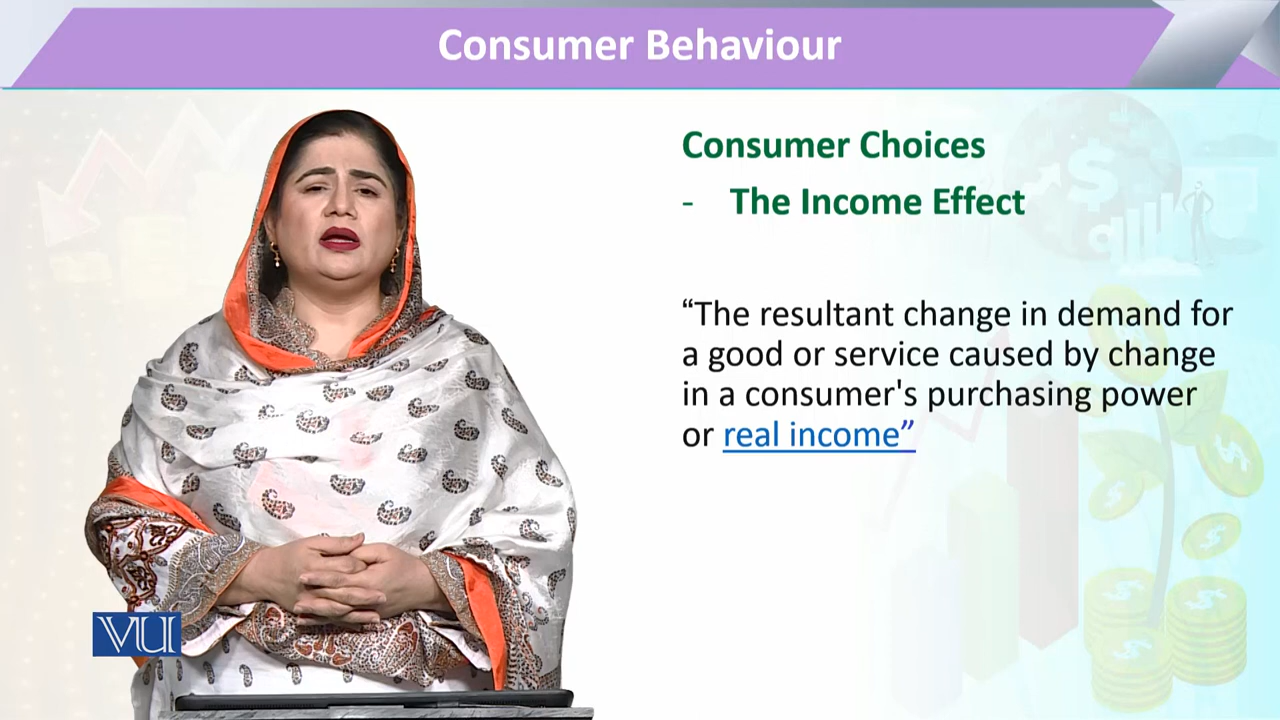 Consumer Behaviour
Consumer Choices
- The Income Effect
“The resultant change in demand for
a good or service caused by change
in a consumer's purchasing power
or real income”
VU